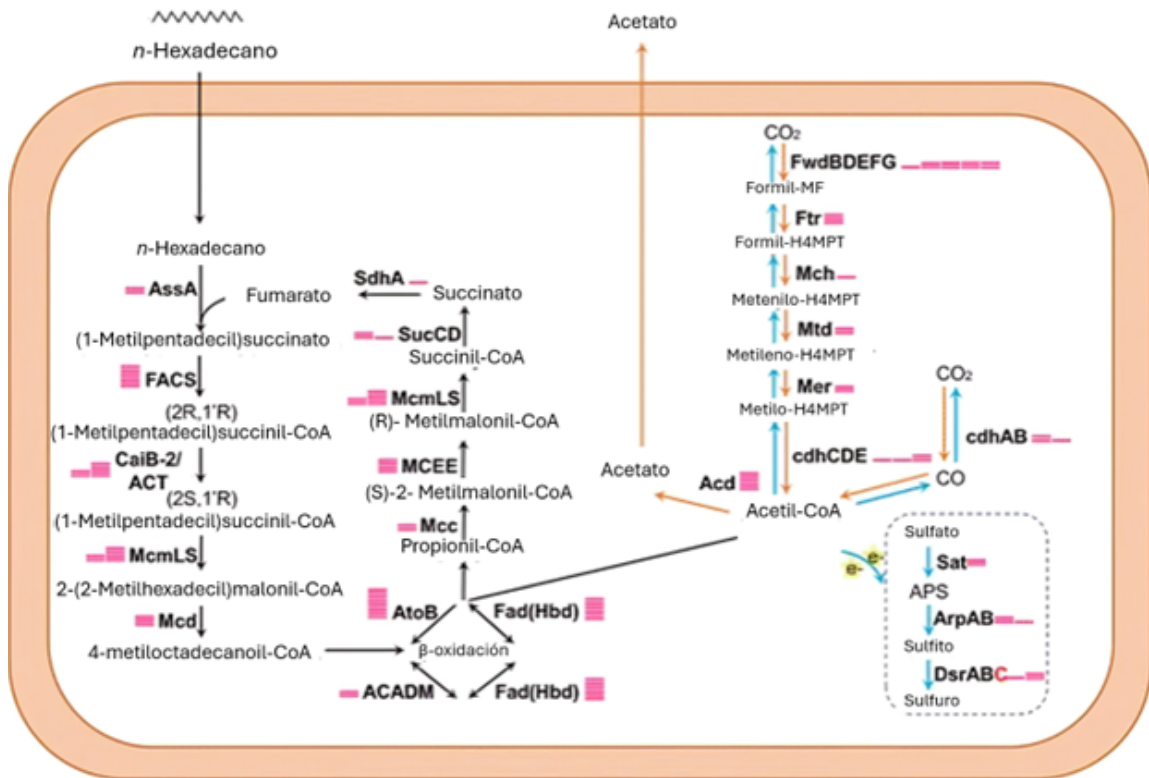 n-Hexadecano
n-Hexadecano
AssA
Fumarato
(1-Metilpentadecil)succinato
FACS
(2R,1'R)
(1-Metilpentadecil)succinil-CoA
CaiB-2/
ACT
(2S,1'R)
(1-Metilpentadecil)succinil-CoA
McmLS
2-(2-Metilhexadecil)malonil-CoA
Mcd
4-metiloctadecanoil-CoA
SdhA
Succinato
SucCD
Succinil-CoA
McmLS
(R)- Metilmalonil-CoA
MCEE
(S)-2- Metilmalonil-CoA
Mcc
Propionil-CoA
AtoB
Fad(Hbd)
β-oxidación
ACADM
Fad(Hbd)
Acetato
Acetato
CO₂
FwdBDEFG
Formil-MF
Ftr
Formil-H4MPT
Mch
Metenilo-H4MPT
Mtd
Metileno-H4MPT
Mer
Metilo-H4MPT
cdhCDE
Acd
Acetil-CoA
CO₂
cdhAB
CO
e-
e-
Sulfato
Sat
APS
ArpAB
Sulfito
DsrABC
Sulfuro